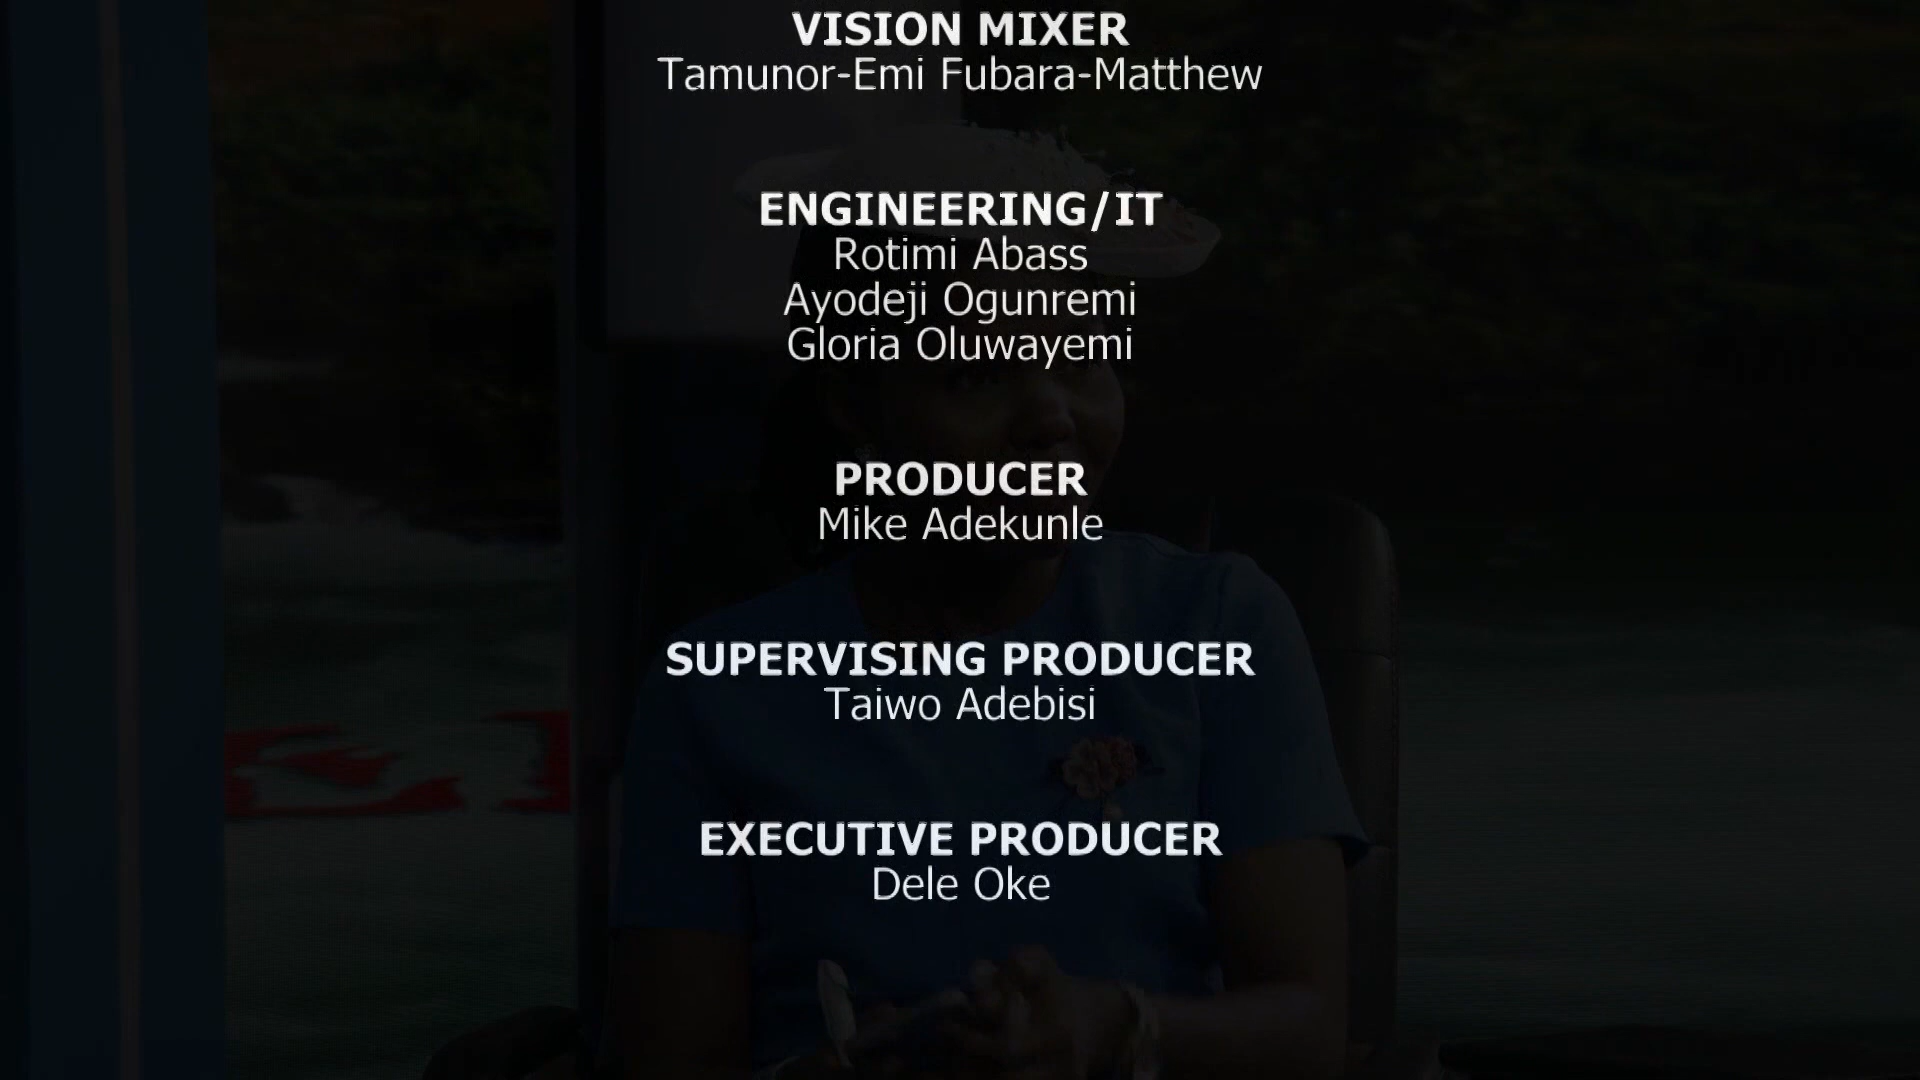 VISION MIXER
Tamunor-Emi Fubara-Matthew
ENGINEERING/IT
Rotimi Abass
Ayodeji Ogunremi
Gloria Oluwayemi
PRODUCER
Mike Adekunle
SUPERVISING PRODUCER
Taiwo Adebisi
EXECUTIVE PRODUCER
Dele Oke